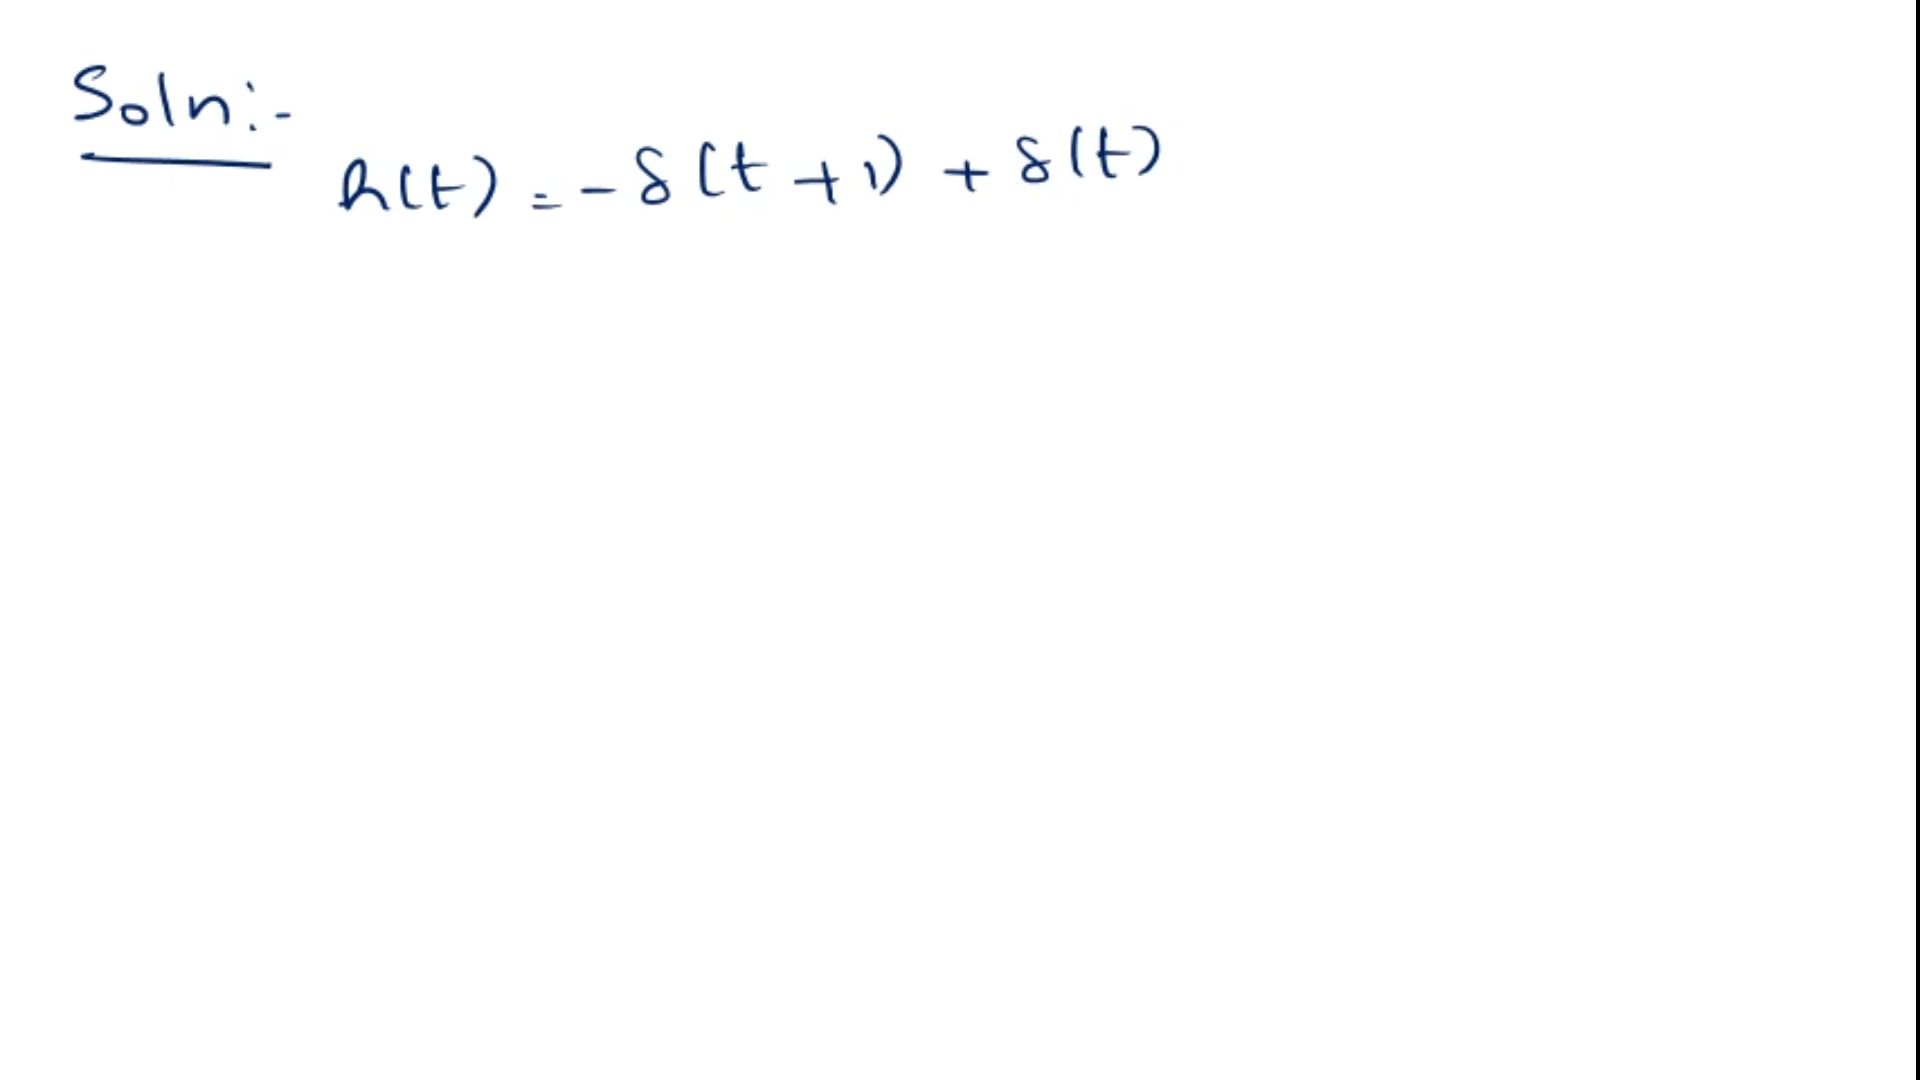 Soln:-
h(t) = - δ(t + 1) + δ(t)